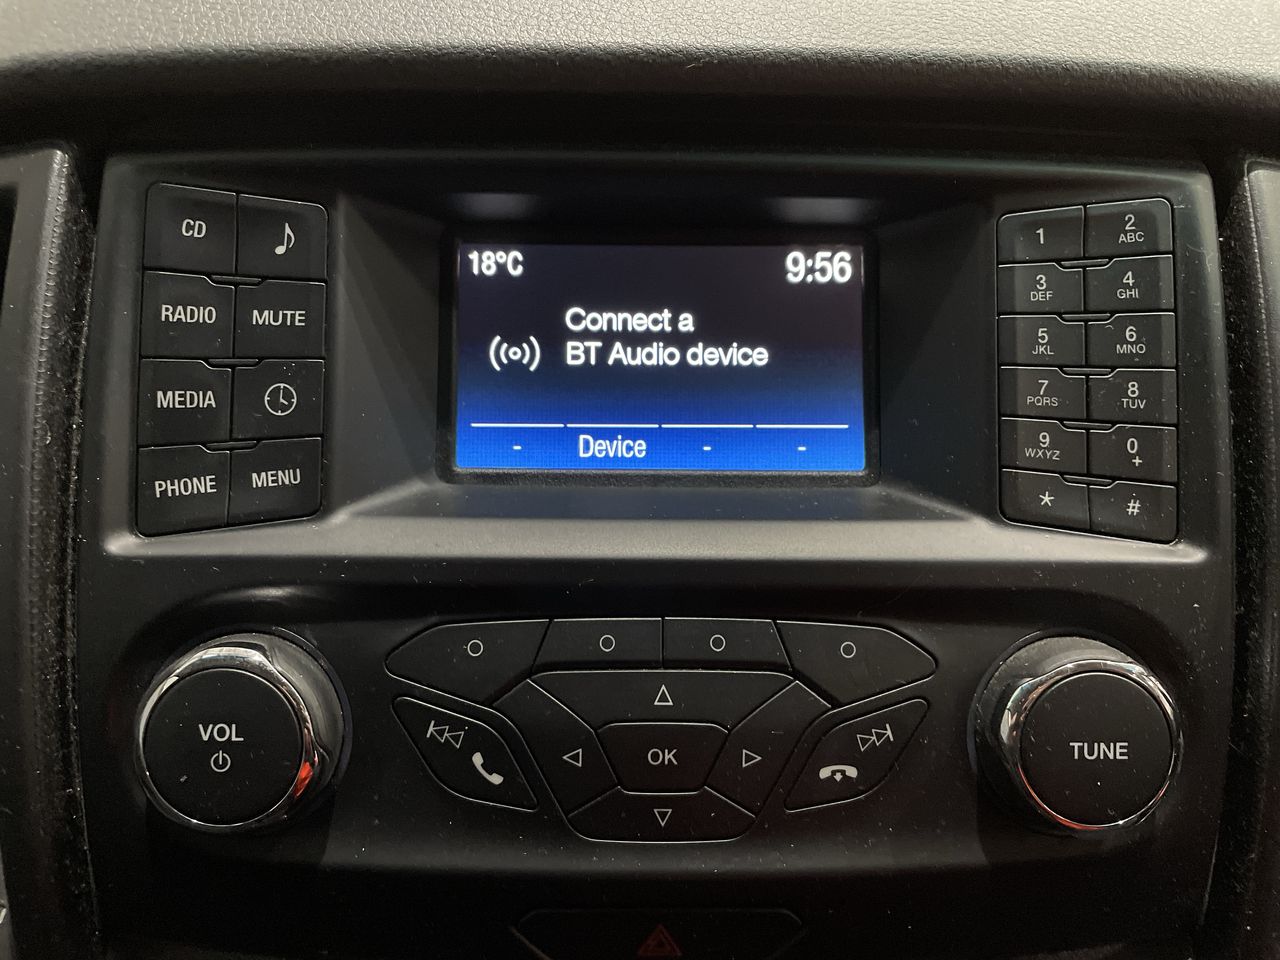 CD
RADIO MUTE
MEDIA
PHONE MENU
18°C 9:56
Connect a
BT Audio device
- Device - -
1 2 ABC
3 DEF 4 GHI
5 JKL 6 MNO
7 PQRS 8 TUV
9 WXYZ 0 +
* #
VOL
OK
TUNE